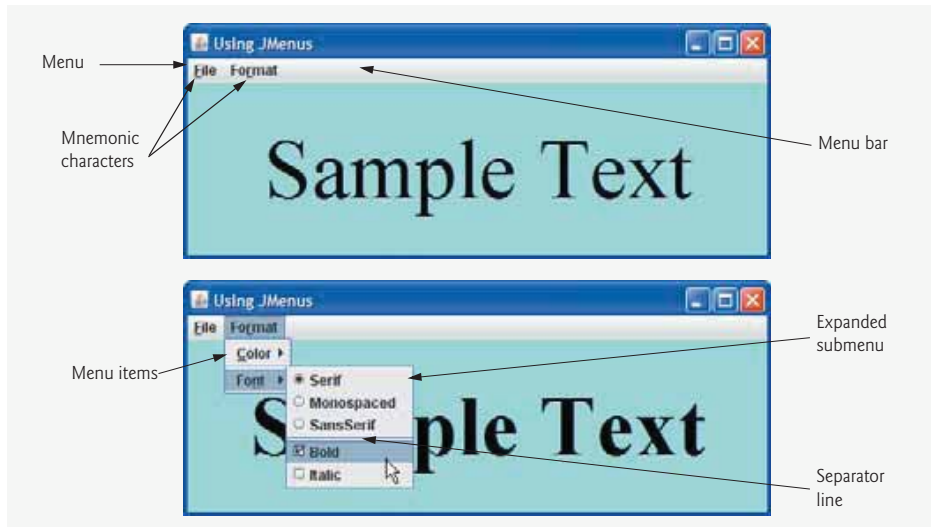 Using JMenus
Menu
File Format
Mnemonic
characters
Menu bar
Sample Text
Using JMenus
File Format
Expanded
submenu
Menu items
Color
Font
Serif
Monospaced
SansSerif
Sample Text
Bold
Italic
Separator
line